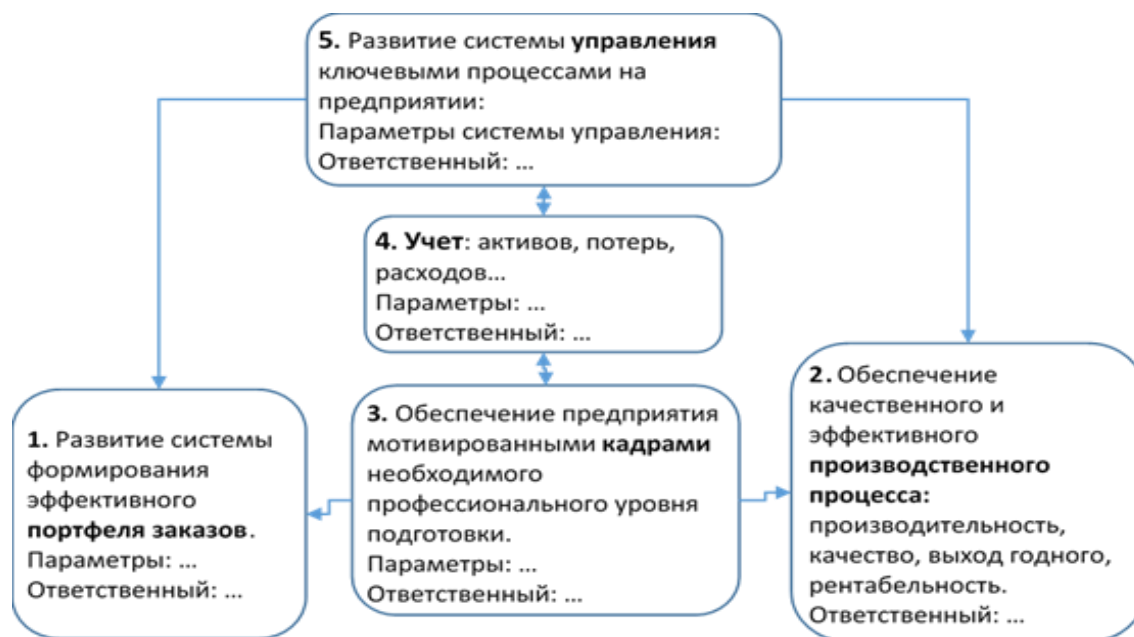 5. Развитие системы управления
ключевыми процессами на
предприятии:
Параметры системы управления:
Ответственный: ...
4. Учет: активов, потерь,
расходов...
Параметры: ...
Ответственный: ...
1. Развитие системы
формирования
эффективного
портфеля заказов.
Параметры: ...
Ответственный: ...
3. Обеспечение предприятия
мотивированными кадрами
необходимого
профессионального уровня
подготовки.
Параметры: ...
Ответственный: ...
2. Обеспечение
качественного и
эффективного
производственного
процесса:
производительность,
качество, выход годного,
рентабельность.
Ответственный: ...